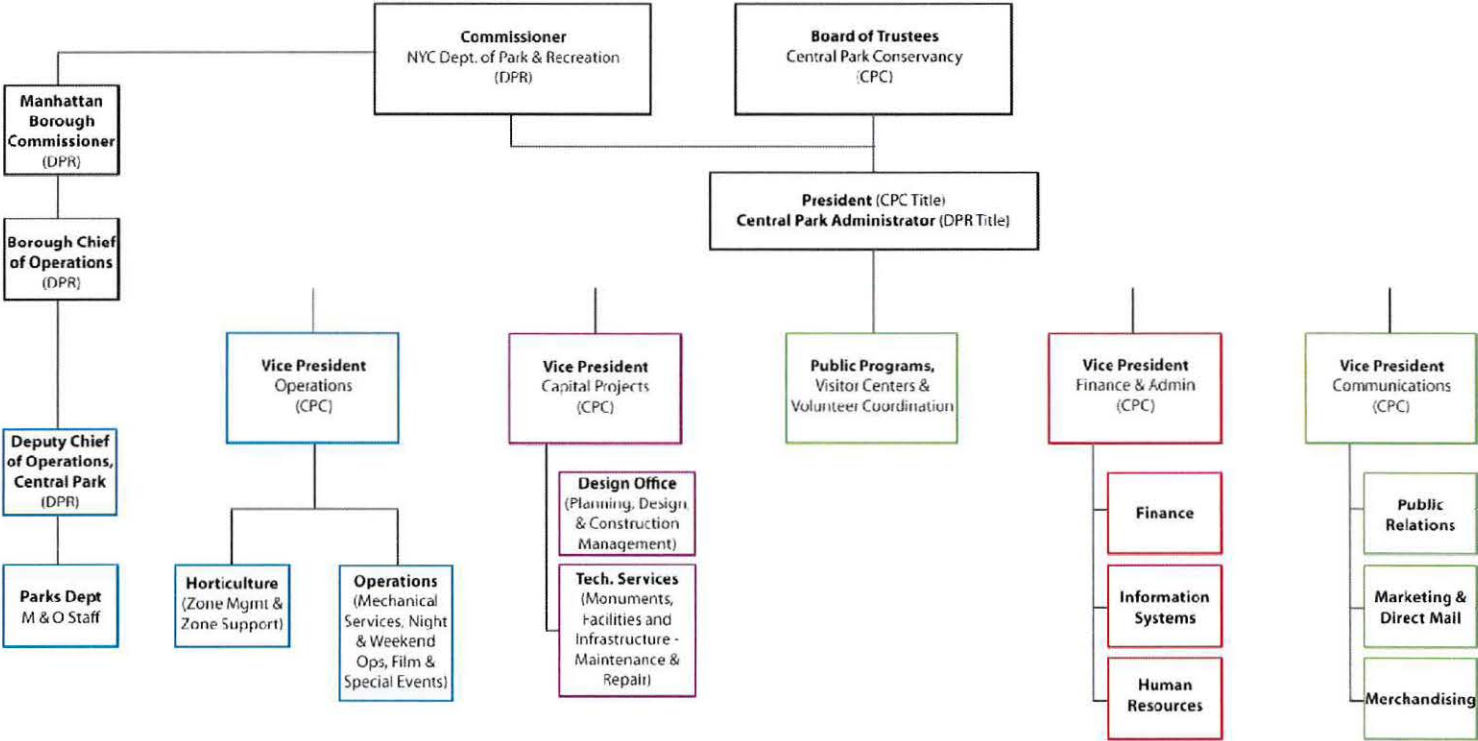 Commissioner
NYC Dept. of Park & Recreation
(DPR)
Board of Trustees
Central Park Conservancy
(CPC)
Manhattan
Borough
Commissioner
(DPR)
President (CPC Title)
Central Park Administrator (DPR Title)
Borough Chief
of Operations
(DPR)
Vice President
Operations
(CPC)
Vice President
Capital Projects
(CPC)
Public Programs,
Visitor Centers &
Volunteer Coordination
Vice President
Finance & Admin
(CPC)
Vice President
Communications
(CPC)
Deputy Chief
of Operations,
Central Park
(DPR)
Parks Dept
M & O Staff
Horticulture
(Zone Mgmt &
Zone Support)
Operations
(Mechanical
Services, Night
& Weekend
Ops, Film &
Special Events)
Design Office
(Planning, Design,
& Construction
Management)
Tech. Services
(Monuments,
Facilities and
Infrastructure -
Maintenance &
Repair)
Finance
Information
Systems
Human
Resources
Public
Relations
Marketing &
Direct Mail
Merchandising